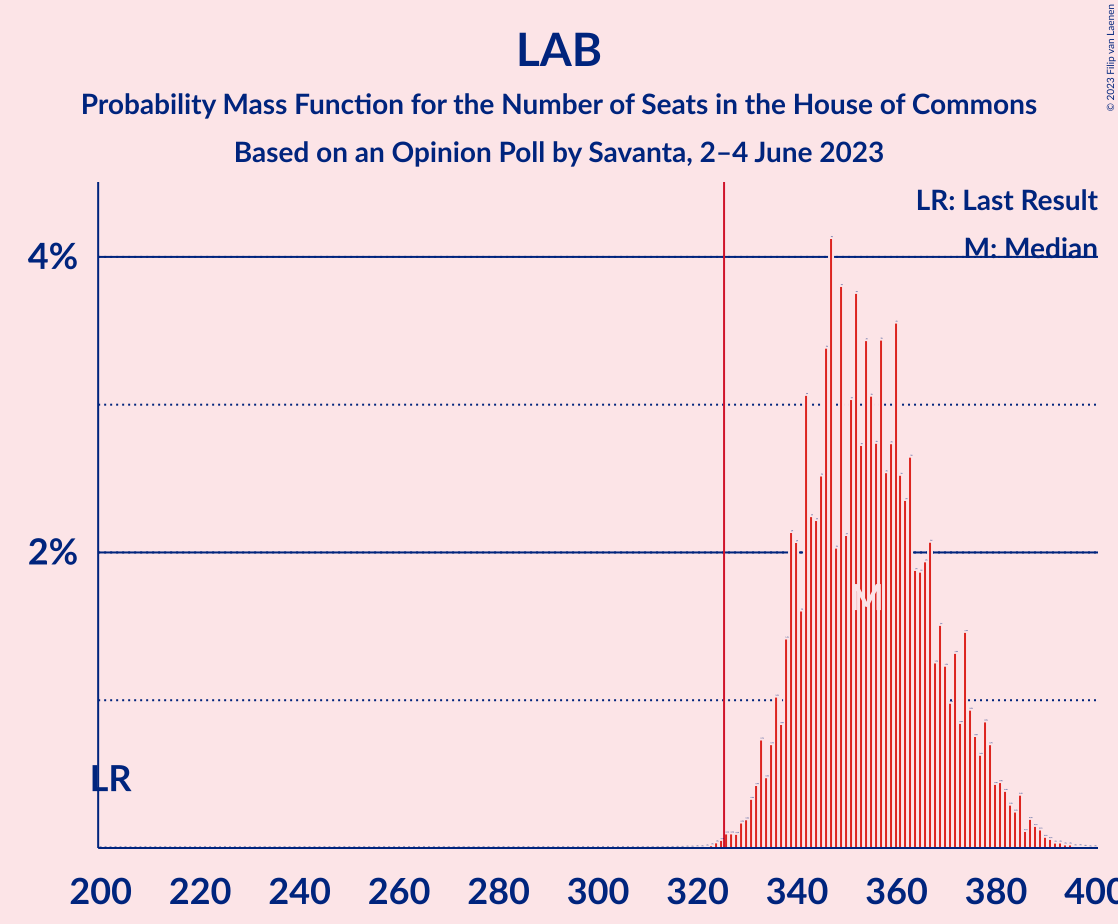 LAB
Probability Mass Function for the Number of Seats in the House of Commons
Based on an Opinion Poll by Savanta, 2–4 June 2023
© 2023 Filip van Laenen
LR: Last Result
M: Median
4%
2%
M
LR
200 220 240 260 280 300 320 340 360 380 400